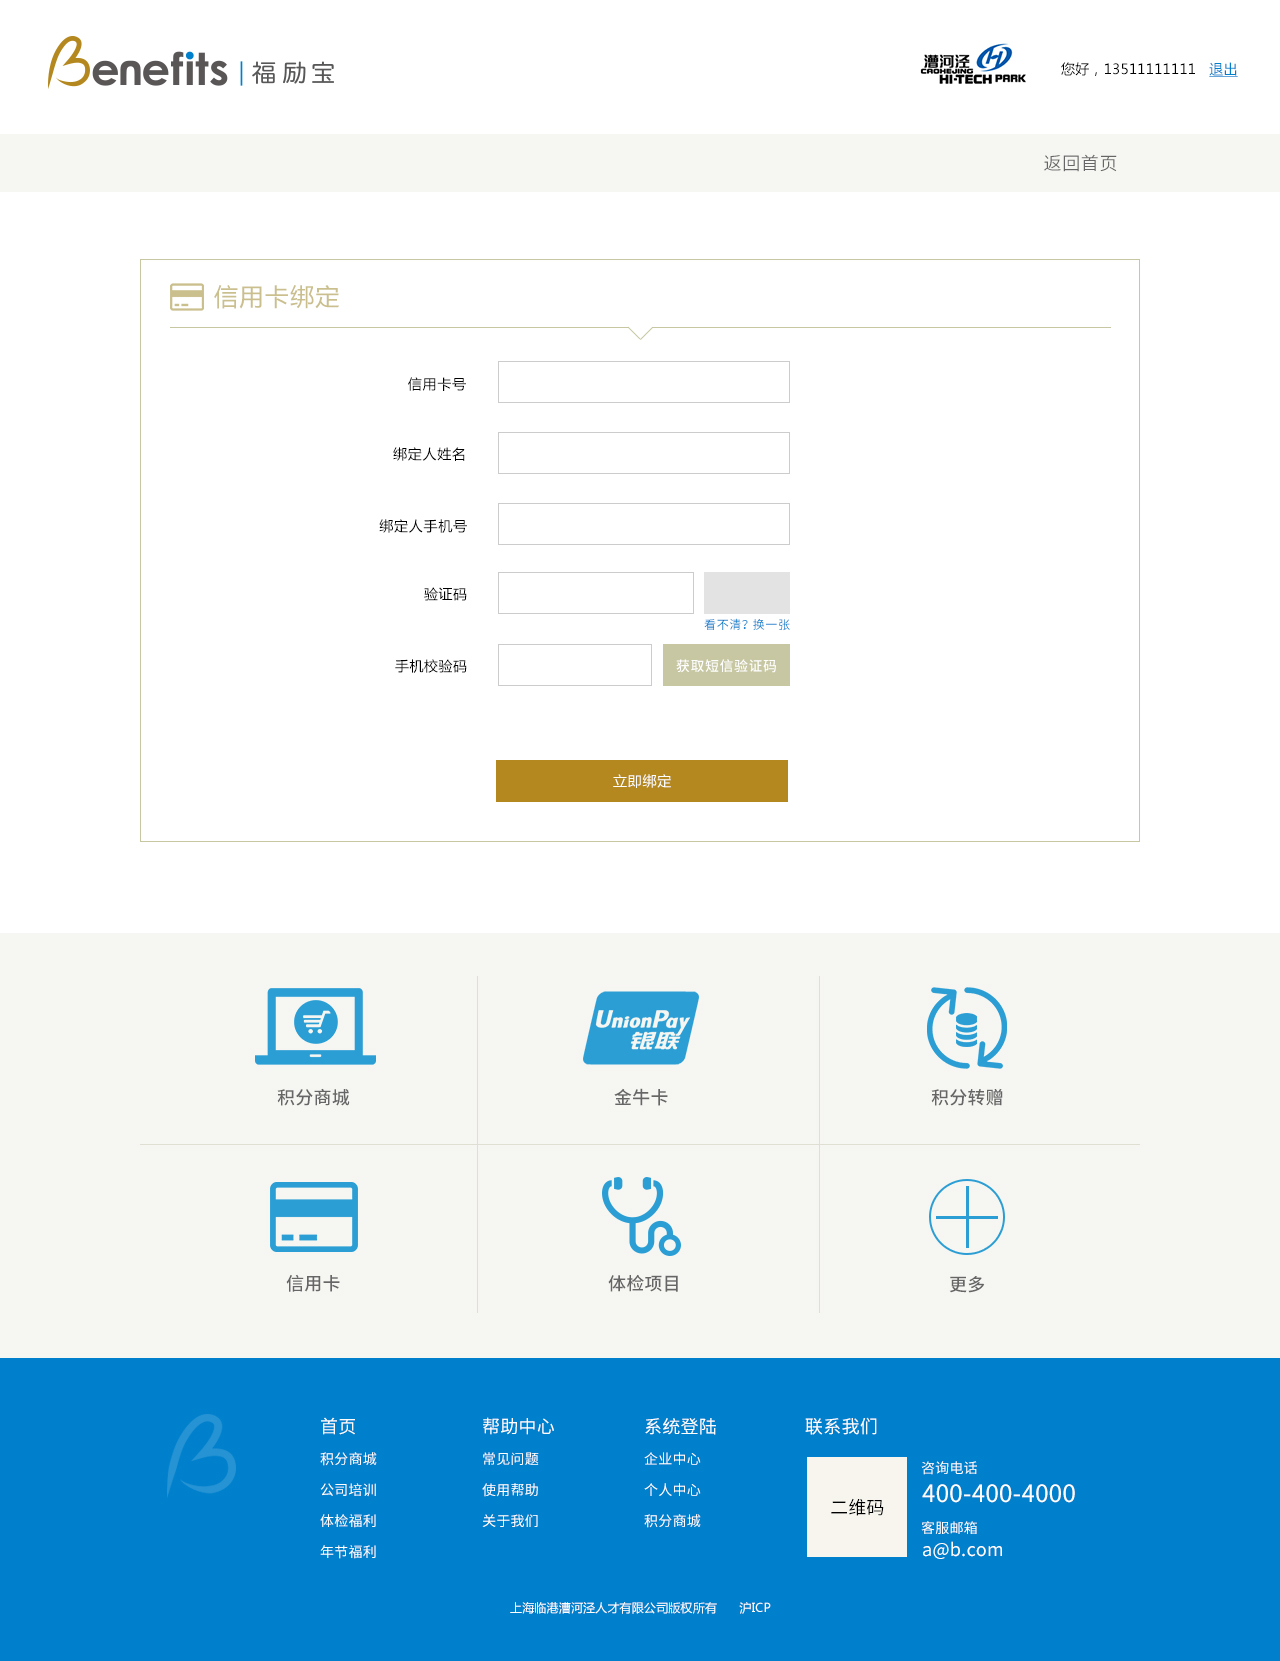 Benefits | 福励宝
漕河泾
CAOHEJING
HI-TECH PARK
您好，13511111111 退出
返回首页
信用卡绑定
信用卡号
绑定人姓名
绑定人手机号
验证码
看不清？换一张
手机校验码
获取短信验证码
立即绑定
UnionPay
银联
积分商城
金牛卡
积分转赠
信用卡
体检项目
更多
首页
积分商城
公司培训
体检福利
年节福利
帮助中心
常见问题
使用帮助
关于我们
系统登陆
企业中心
个人中心
积分商城
联系我们
二维码
咨询电话
400-400-4000
客服邮箱
a@b.com
上海临港漕河泾人才有限公司版权所有 沪ICP